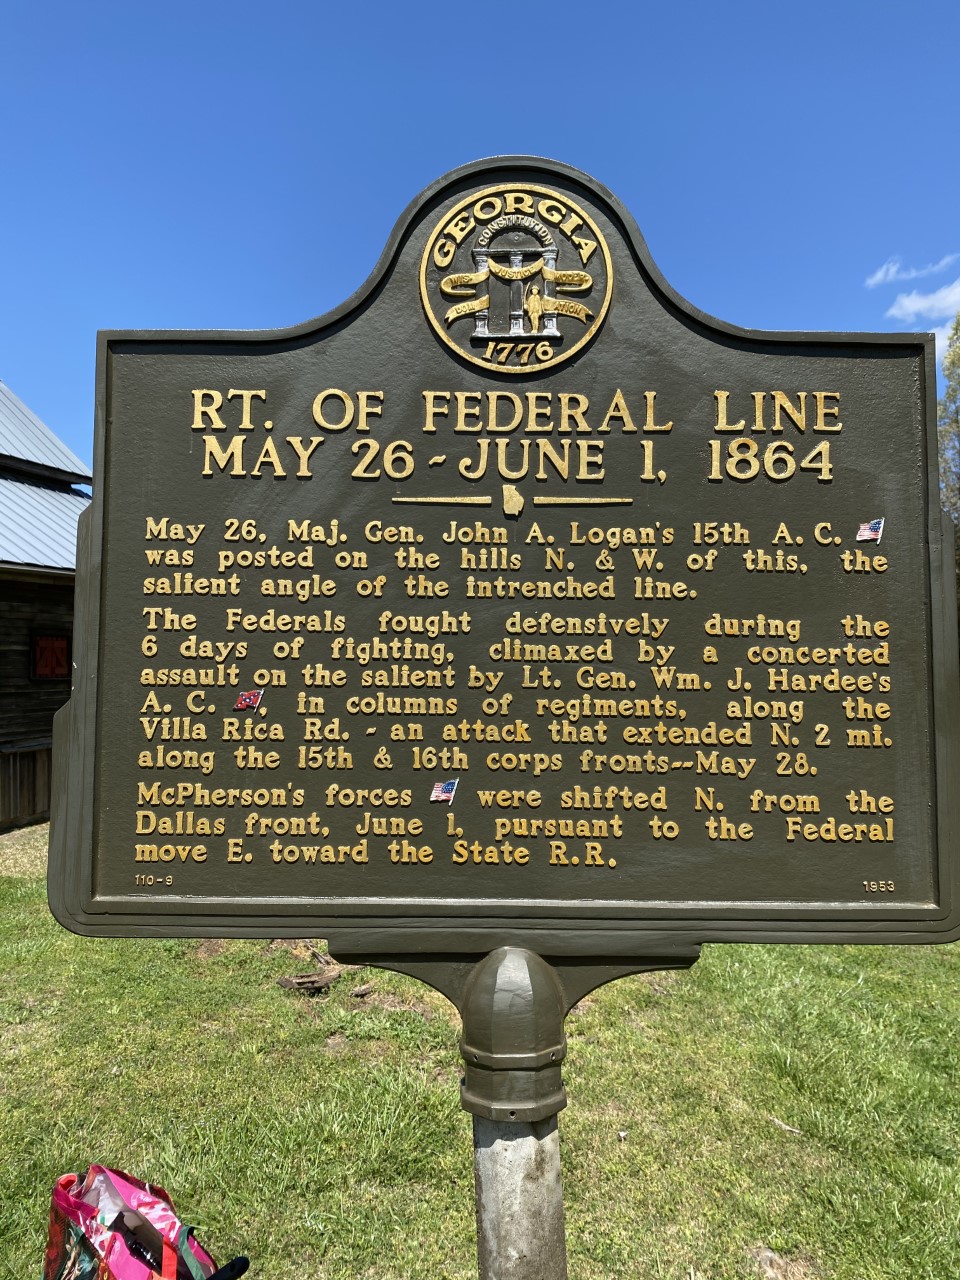 GEORGIA
CONSTITUTION
WIS- JUSTICE MODER-
DOM ATION
1776
RT. OF FEDERAL LINE
MAY 26 - JUNE 1, 1864
May 26, Maj. Gen. John A. Logan's 15th A. C.
was posted on the hills N. & W. of this, the
salient angle of the intrenched line.
The Federals fought defensively during the
6 days of fighting, climaxed by a concerted
assault on the salient by Lt. Gen. Wm. J. Hardee's
A. C. , in columns of regiments, along the
Villa Rica Rd. - an attack that extended N. 2 mi.
along the 15th & 16th corps fronts--May 28.
McPherson's forces were shifted N. from the
Dallas front, June 1, pursuant to the Federal
move E. toward the State R.R.
110-9 1953